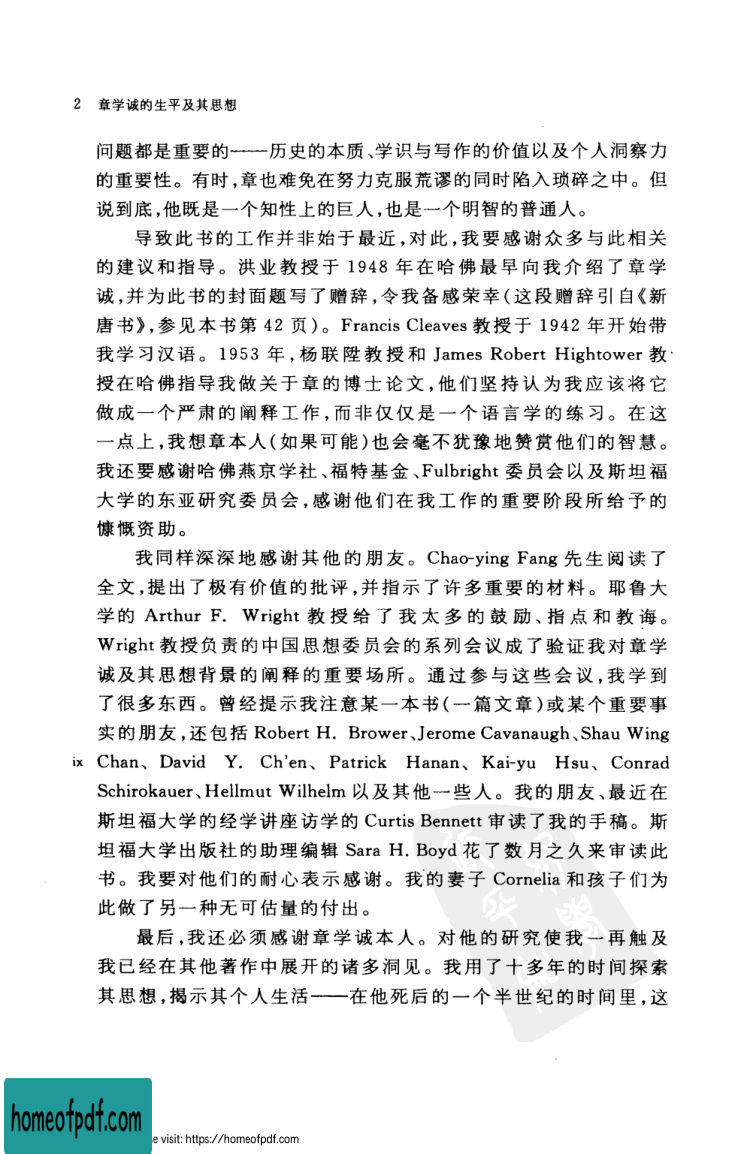 2 章学诚的生平及其思想
问题都是重要的——历史的本质、学识与写作的价值以及个人洞察力
的重要性。有时,章也难免在努力克服荒谬的同时陷入琐碎之中。但
说到底,他既是一个知性上的巨人,也是一个明智的普通人。
导致此书的工作并非始于最近,对此,我要感谢众多与此相关
的建议和指导。洪业教授于 1948 年在哈佛最早向我介绍了章学
诚,并为此书的封面题写了赠辞,令我备感荣幸(这段赠辞引自《新
唐书》,参见本书第 42 页)。Francis Cleaves 教授于 1942 年开始带
我学习汉语。1953 年,杨联陞教授和 James Robert Hightower 教
授在哈佛指导我做关于章的博士论文,他们坚持认为我应该将它
做成一个严肃的阐释工作,而非仅仅是一个语言学的练习。在这
一点上,我想章本人(如果可能)也会毫不犹豫地赞赏他们的智慧。
我还要感谢哈佛燕京学社、福特基金、Fulbright 委员会以及斯坦福
大学的东亚研究委员会,感谢他们在我工作的重要阶段所给予的
慷慨资助。
我同样深深地感谢其他的朋友。Chao-ying Fang 先生阅读了
全文,提出了极有价值的批评,并指示了许多重要的材料。耶鲁大
学的 Arthur F. Wright 教授给了我太多的鼓励、指点和教诲。
Wright 教授负责的中国思想委员会的系列会议成了验证我对章学
诚及其思想背景的阐释的重要场所。通过参与这些会议,我学到
了很多东西。曾经提示我注意某一本书(一篇文章)或某个重要事
实的朋友,还包括 Robert H. Brower、Jerome Cavanaugh、Shau Wing
ix Chan、David Y. Ch'en、Patrick Hanan、Kai-yu Hsu、Conrad
Schirokauer、Hellmut Wilhelm 以及其他一些人。我的朋友、最近在
斯坦福大学的经学讲座访学的 Curtis Bennett 审读了我的手稿。斯
坦福大学出版社的助理编辑 Sara H. Boyd 花了数月之久来审读此
书。我要对他们的耐心表示感谢。我的妻子 Cornelia 和孩子们为
此做了另一种无可估量的付出。
最后,我还必须感谢章学诚本人。对他的研究使我一再触及
我已经在其他著作中展开的诸多洞见。我用了十多年的时间探索
其思想,揭示其个人生活——在他死后的一个半世纪的时间里,这
homeofpdf.com
e visit: https://homeofpdf.com